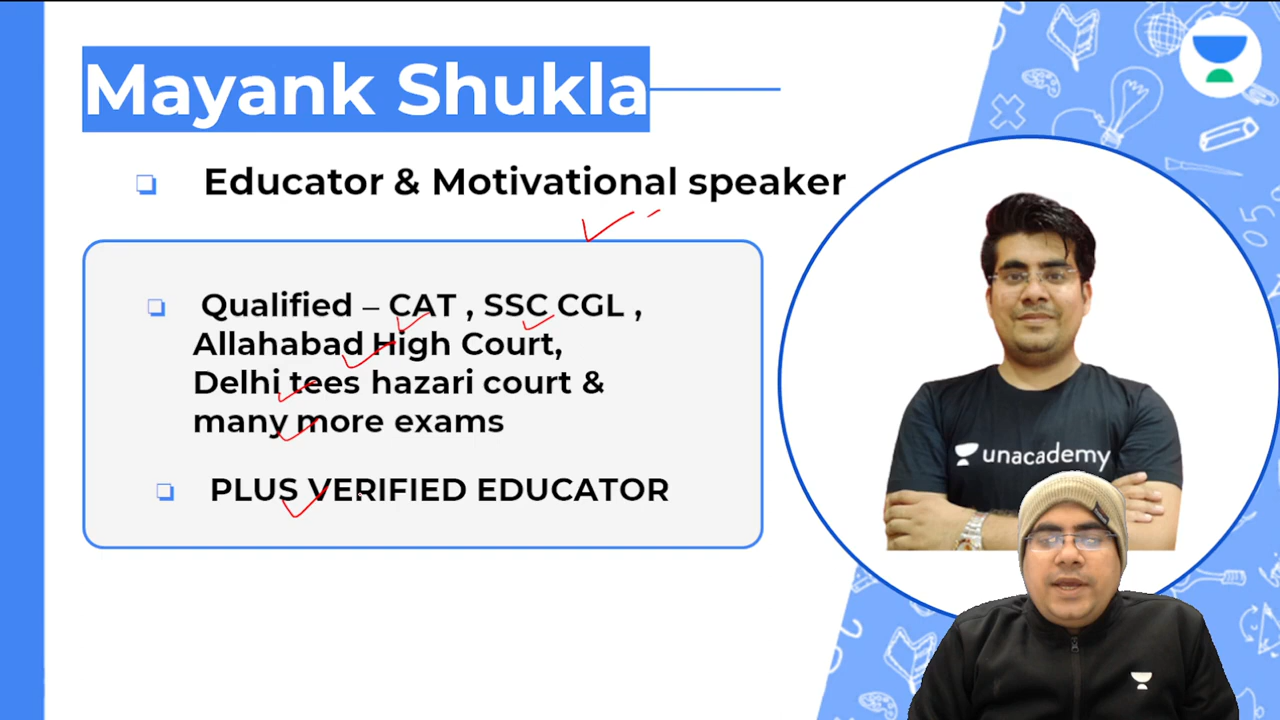 Mayank Shukla
Educator & Motivational speaker
Qualified – CAT , SSC CGL ,
Allahabad High Court,
Delhi tees hazari court &
many more exams
PLUS VERIFIED EDUCATOR
unacademy